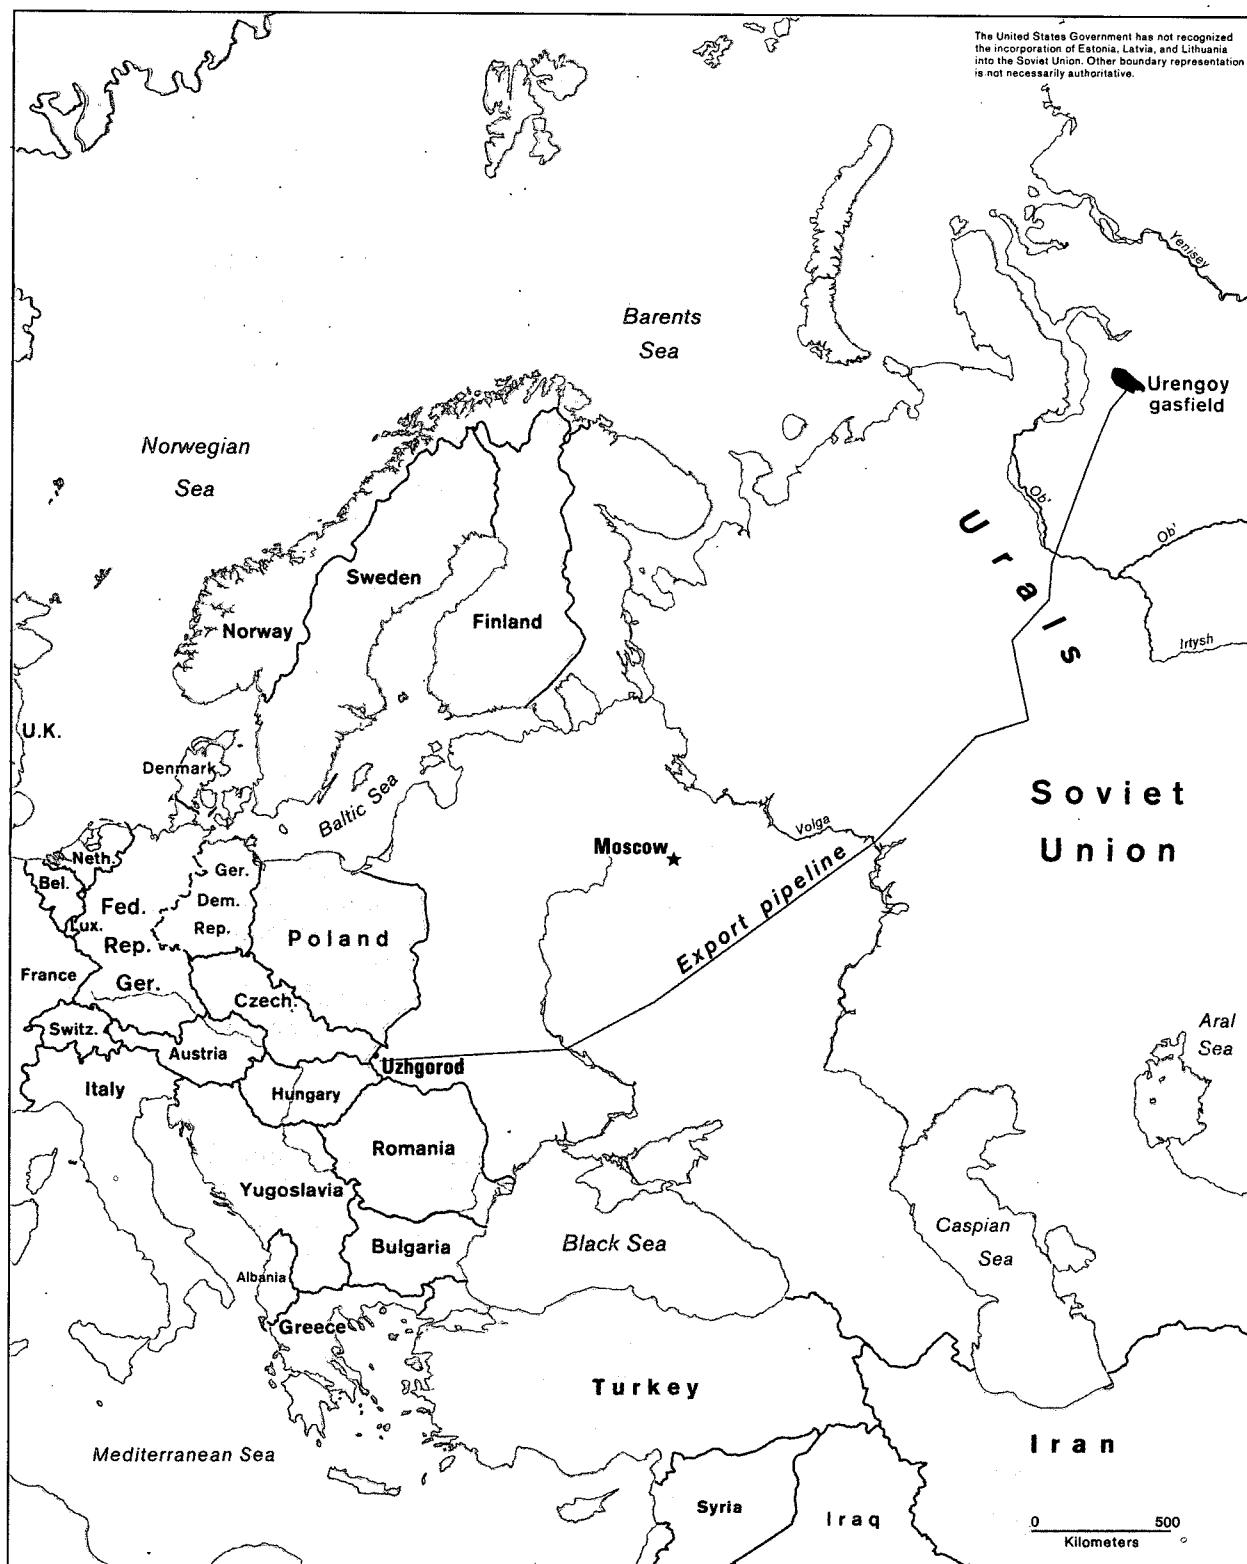 The United States Government has not recognized
the incorporation of Estonia, Latvia, and Lithuania
into the Soviet Union. Other boundary representation
is not necessarily authoritative.
Yenisey
Barents
Sea
Urengoy
gasfield
Norwegian
Sea
Ob'
Ob'
Urals
Sweden
Finland
Norway
Irtysh
U.K.
Denmark
Baltic Sea
Soviet
Union
Volga
Moscow
Export pipeline
Neth.
Bel.
Lux.
Fed.
Rep.
Ger.
Ger.
Dem.
Rep.
Poland
France
Czech.
Switz.
Austria
Uzhgorod
Aral
Sea
Italy
Hungary
Romania
Yugoslavia
Bulgaria
Black Sea
Caspian
Sea
Albania
Greece
Turkey
Mediterranean Sea
Iran
Syria
Iraq
0 500
Kilometers